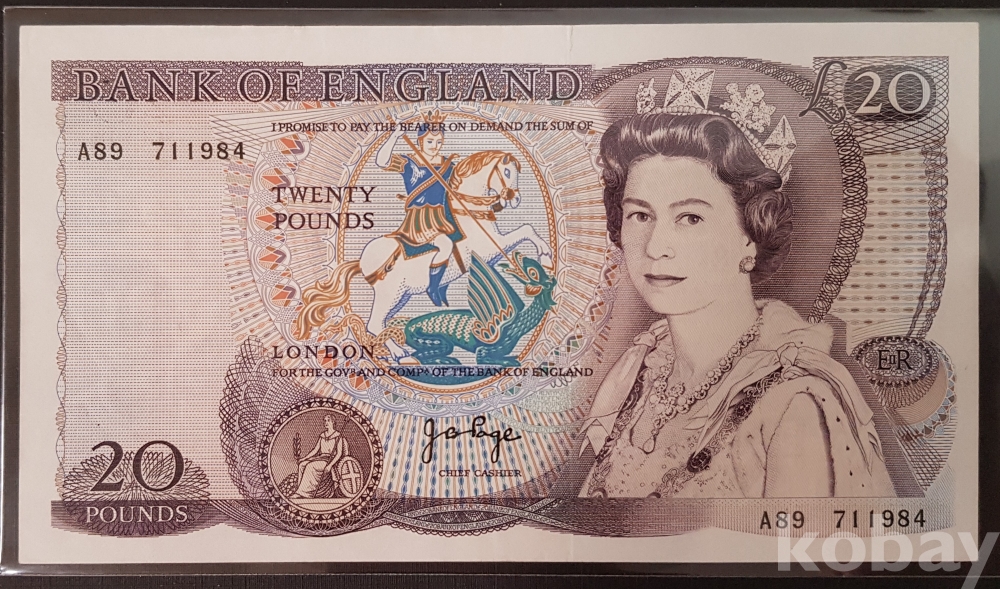 BANK OF ENGLAND
£20
I PROMISE TO PAY THE BEARER ON DEMAND THE SUM OF
A89 711984
TWENTY
POUNDS
LONDON
FOR THE GOVR AND COMPA OF THE BANK OF ENGLAND
EIIR
J B Page
CHIEF CASHIER
20
POUNDS
A89 711984
kobay